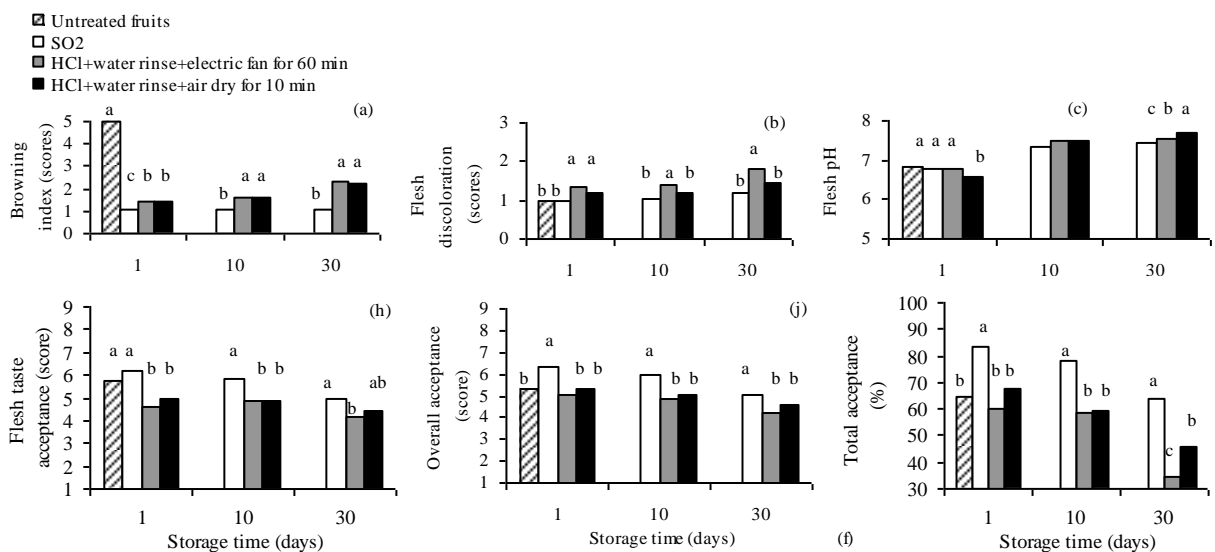 Untreated fruits
SO2
HCl+water rinse+electric fan for 60 min
HCl+water rinse+air dry for 10 min
(a)
Browning
index (scores)
5
4
3
2
1
0
a
c b b
b a a
b a a
1 10 30
(b)
Flesh
discoloration
(scores)
3
2
1
0
b b a a
b a b
b a b
1 10 30
(c)
Flesh pH
8
7
6
5
a a a b
c b a
1 10 30
(h)
Flesh taste
acceptance (score)
9
8
7
6
5
4
3
2
1
a a b b
a b b
a b ab
1 10 30
Storage time (days)
(j)
Overall acceptance
(score)
9
8
7
6
5
4
3
2
1
b a b b
a b b
a b b
1 10 30
Storage time (days)
(f)
Total acceptance
(%)
100
90
80
70
60
50
40
30
b a b b
a b b
a c b
1 10 30
Storage time (days)